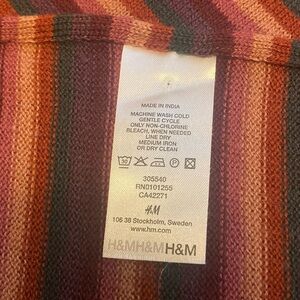 MADE IN INDIA
MACHINE WASH COLD
GENTLE CYCLE
ONLY NON-CHLORINE
BLEACH, WHEN NEEDED
LINE DRY
MEDIUM IRON
OR DRY CLEAN
305540
RN0101255
CA42271
H&M
106 38 Stockholm, Sweden
www.hm.com
H&MH&MH&M